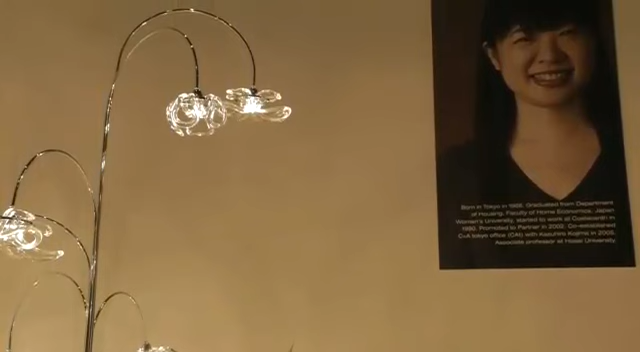 Born in Tokyo in 1968. Graduated from Department
of Housing, Faculty of Home Economics, Japan
Women's University, started to work at Coelacanth in
1990. Promoted to Partner in 2002. Co-established
CAt tokyo office (CAt) with Kazuhiro Kojima in 2005.
Associate professor at Hosei University.